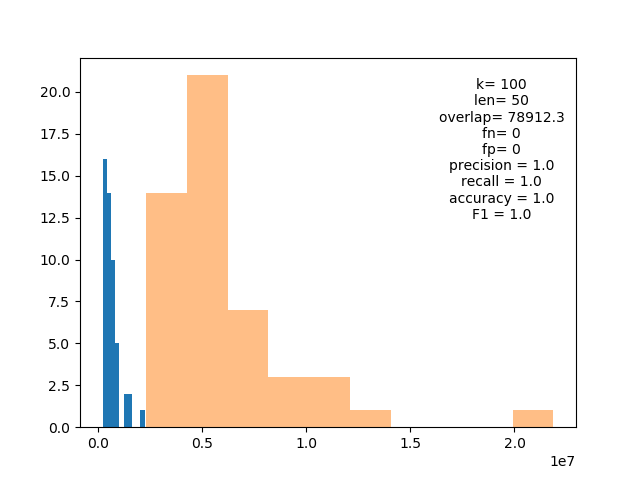 k= 100
len= 50
overlap= 78912.3
fn= 0
fp= 0
precision = 1.0
recall = 1.0
accuracy = 1.0
F1 = 1.0
20.0
17.5
15.0
12.5
10.0
7.5
5.0
2.5
0.0
0.0 0.5 1.0 1.5 2.0
1e7